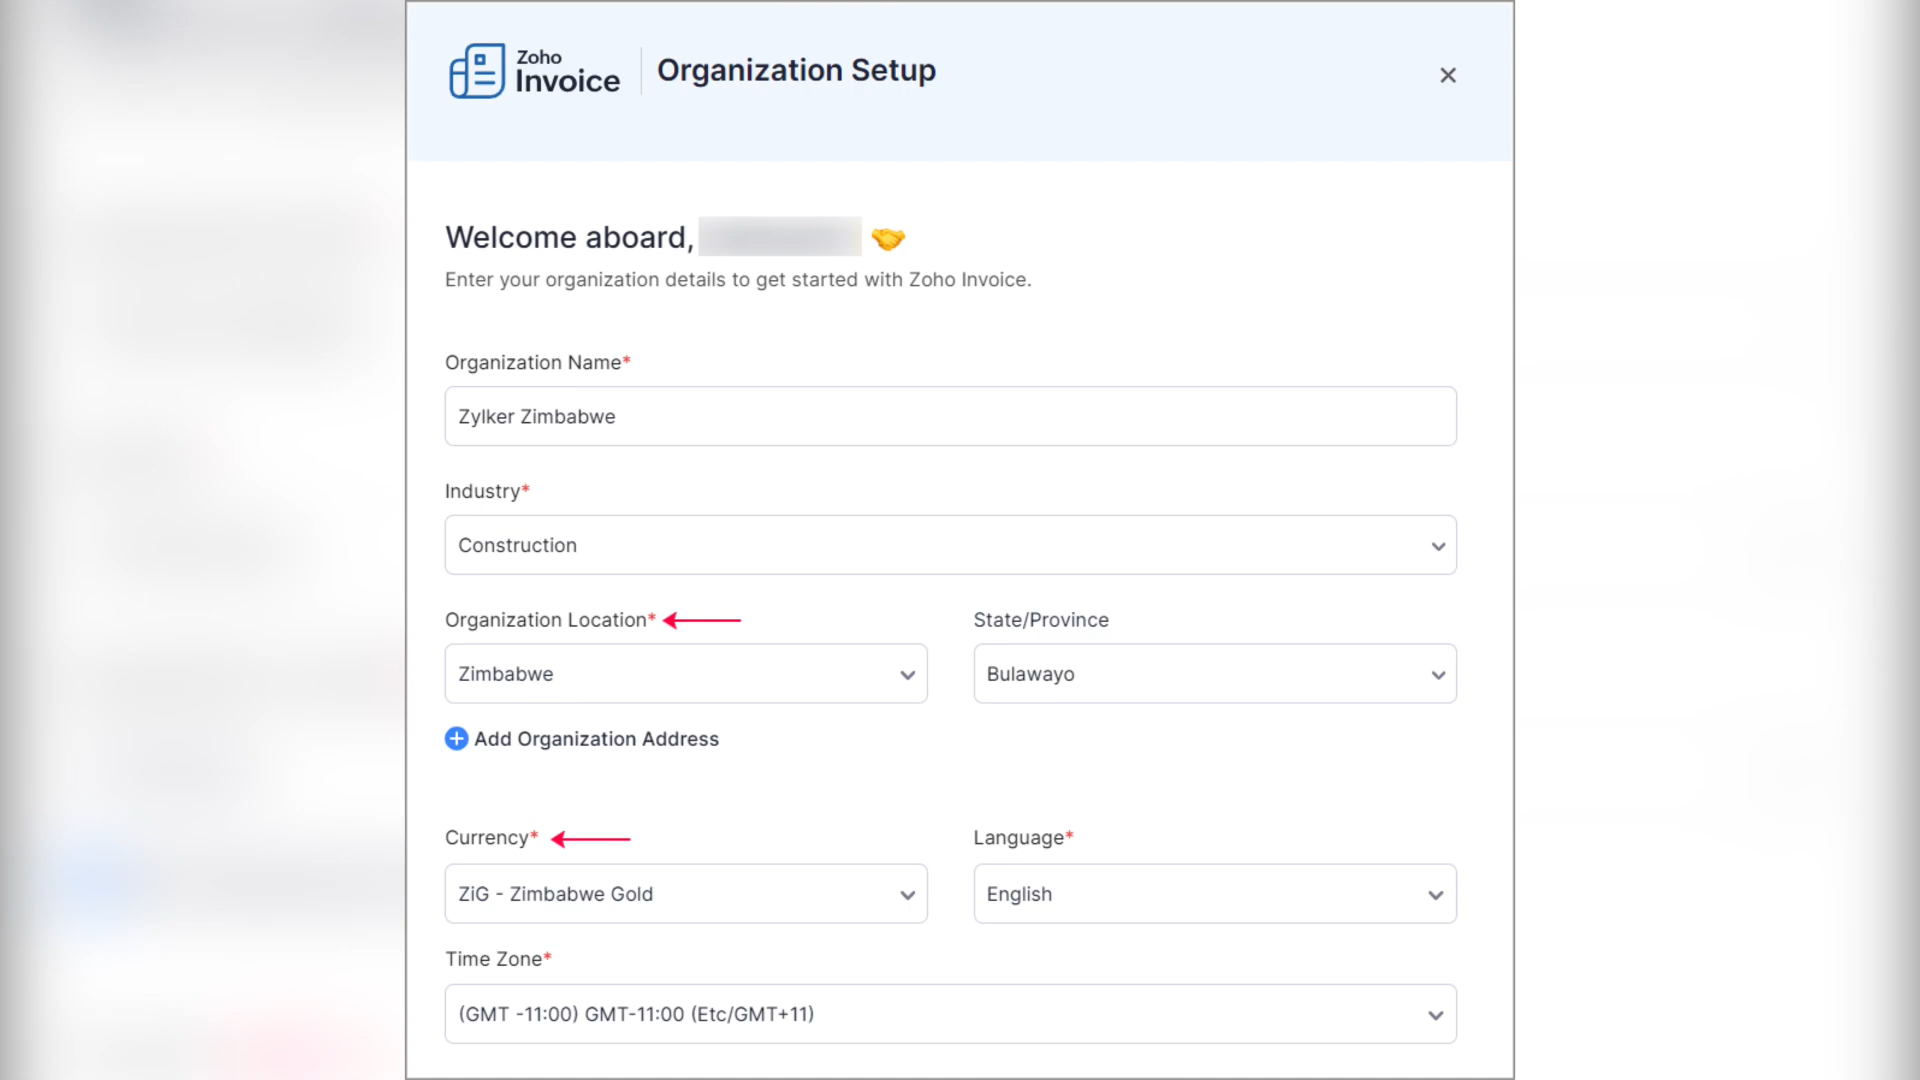 Zoho
Invoice
Organization Setup
Welcome aboard,
Enter your organization details to get started with Zoho Invoice.
Organization Name*
Zylker Zimbabwe
Industry*
Construction
Organization Location*
State/Province
Zimbabwe
Bulawayo
Add Organization Address
Currency*
Language*
ZiG - Zimbabwe Gold
English
Time Zone*
(GMT -11:00) GMT-11:00 (Etc/GMT+11)